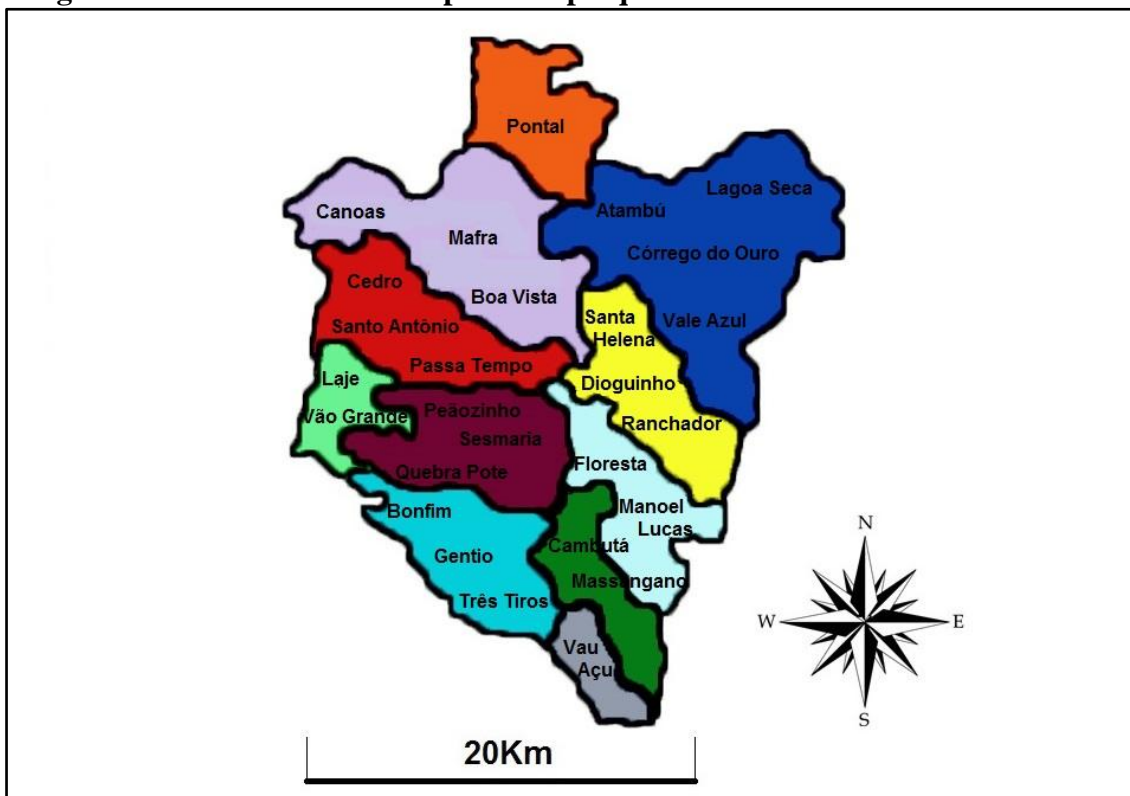 Pontal
Lagoa Seca
Atambú
Canoas
Mafra
Córrego do Ouro
Cedro
Boa Vista
Santa
Helena
Vale Azul
Santo Antônio
Passa Tempo
Laje
Dioguinho
Vão Grande
Peãozinho
Ranchador
Sesmaria
Floresta
Quebra Pote
Bonfim
Manoel
Lucas
Gentio
Cambutá
Massangano
Três Tiros
Vau
Açu
N
W
E
S
20Km